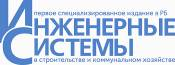 первое специализированное издание в РБ
ИНЖЕНЕРНЫЕ
СИСТЕМЫ
в строительстве и коммунальном хозяйстве